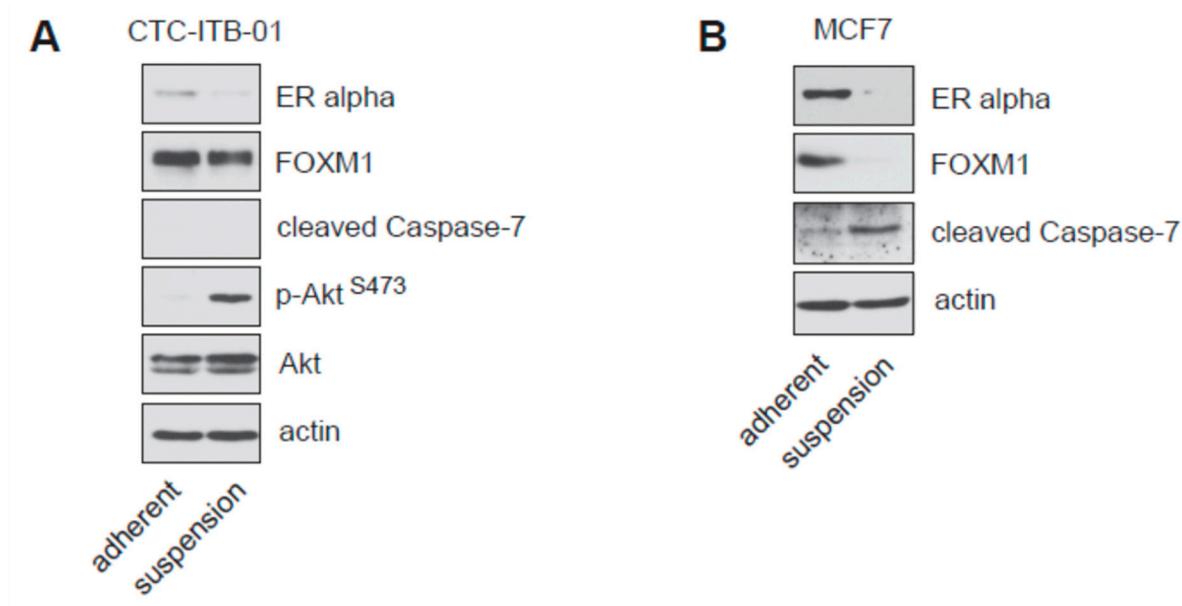 A
CTC-ITB-01
ER alpha
FOXM1
cleaved Caspase-7
p-Akt S473
Akt
actin
adherent
suspension
B
MCF7
ER alpha
FOXM1
cleaved Caspase-7
actin
adherent
suspension